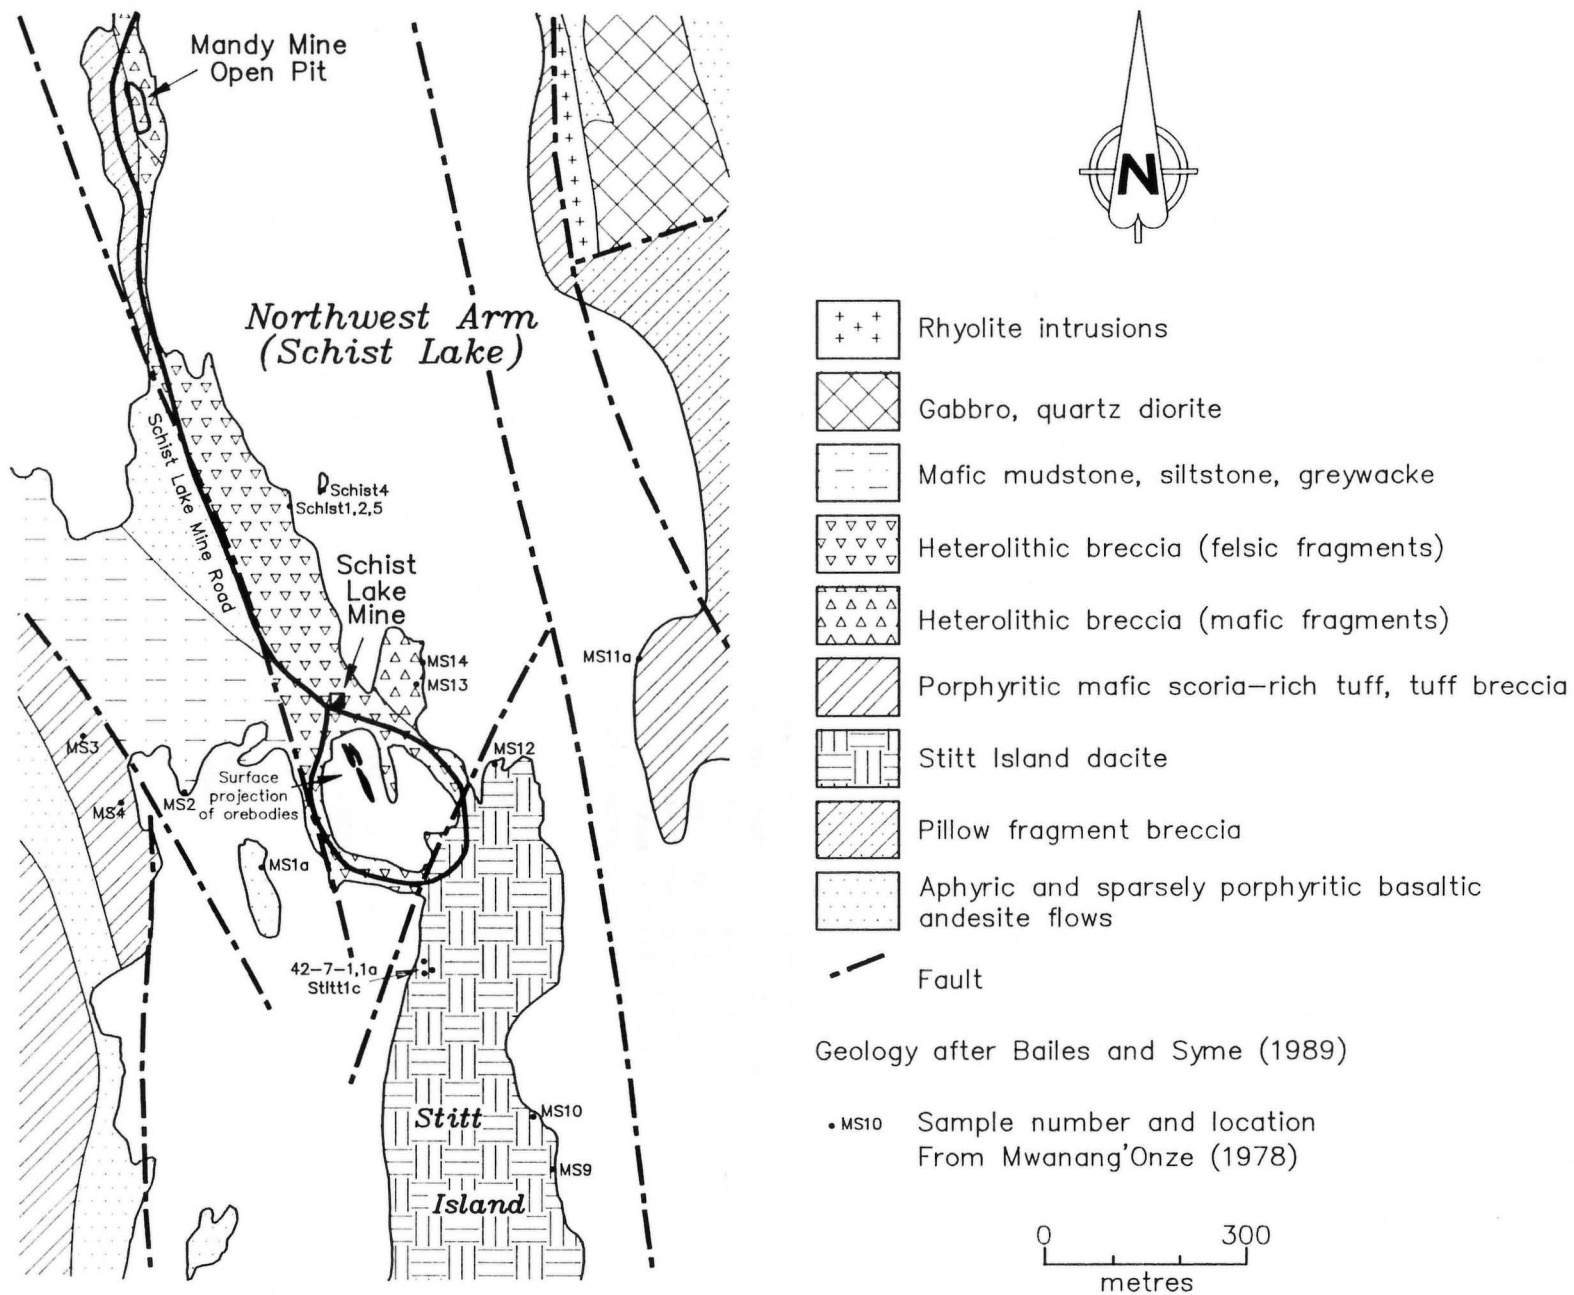 Mandy Mine
Open Pit
Northwest Arm
(Schist Lake)
Schist Lake Mine Road
Schist4
Schist1,2,5
Schist
Lake
Mine
MS14
MS13
MS11a
MS3
MS12
Surface
projection
of orebodies
MS2
MS4
MS1a
42-7-1,1a
Stitt1c
Stitt
MS10
MS9
Island
N
Rhyolite intrusions
Gabbro, quartz diorite
Mafic mudstone, siltstone, greywacke
Heterolithic breccia (felsic fragments)
Heterolithic breccia (mafic fragments)
Porphyritic mafic scoria-rich tuff, tuff breccia
Stitt Island dacite
Pillow fragment breccia
Aphyric and sparsely porphyritic basaltic
andesite flows
Fault
Geology after Bailes and Syme (1989)
MS10 Sample number and location
From Mwanang'Onze (1978)
0 300
metres